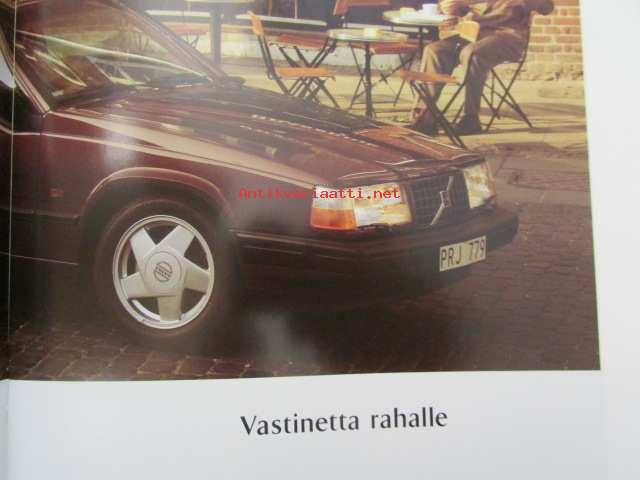 Antikvariaatti.net
PRJ 779
Vastinetta rahalle